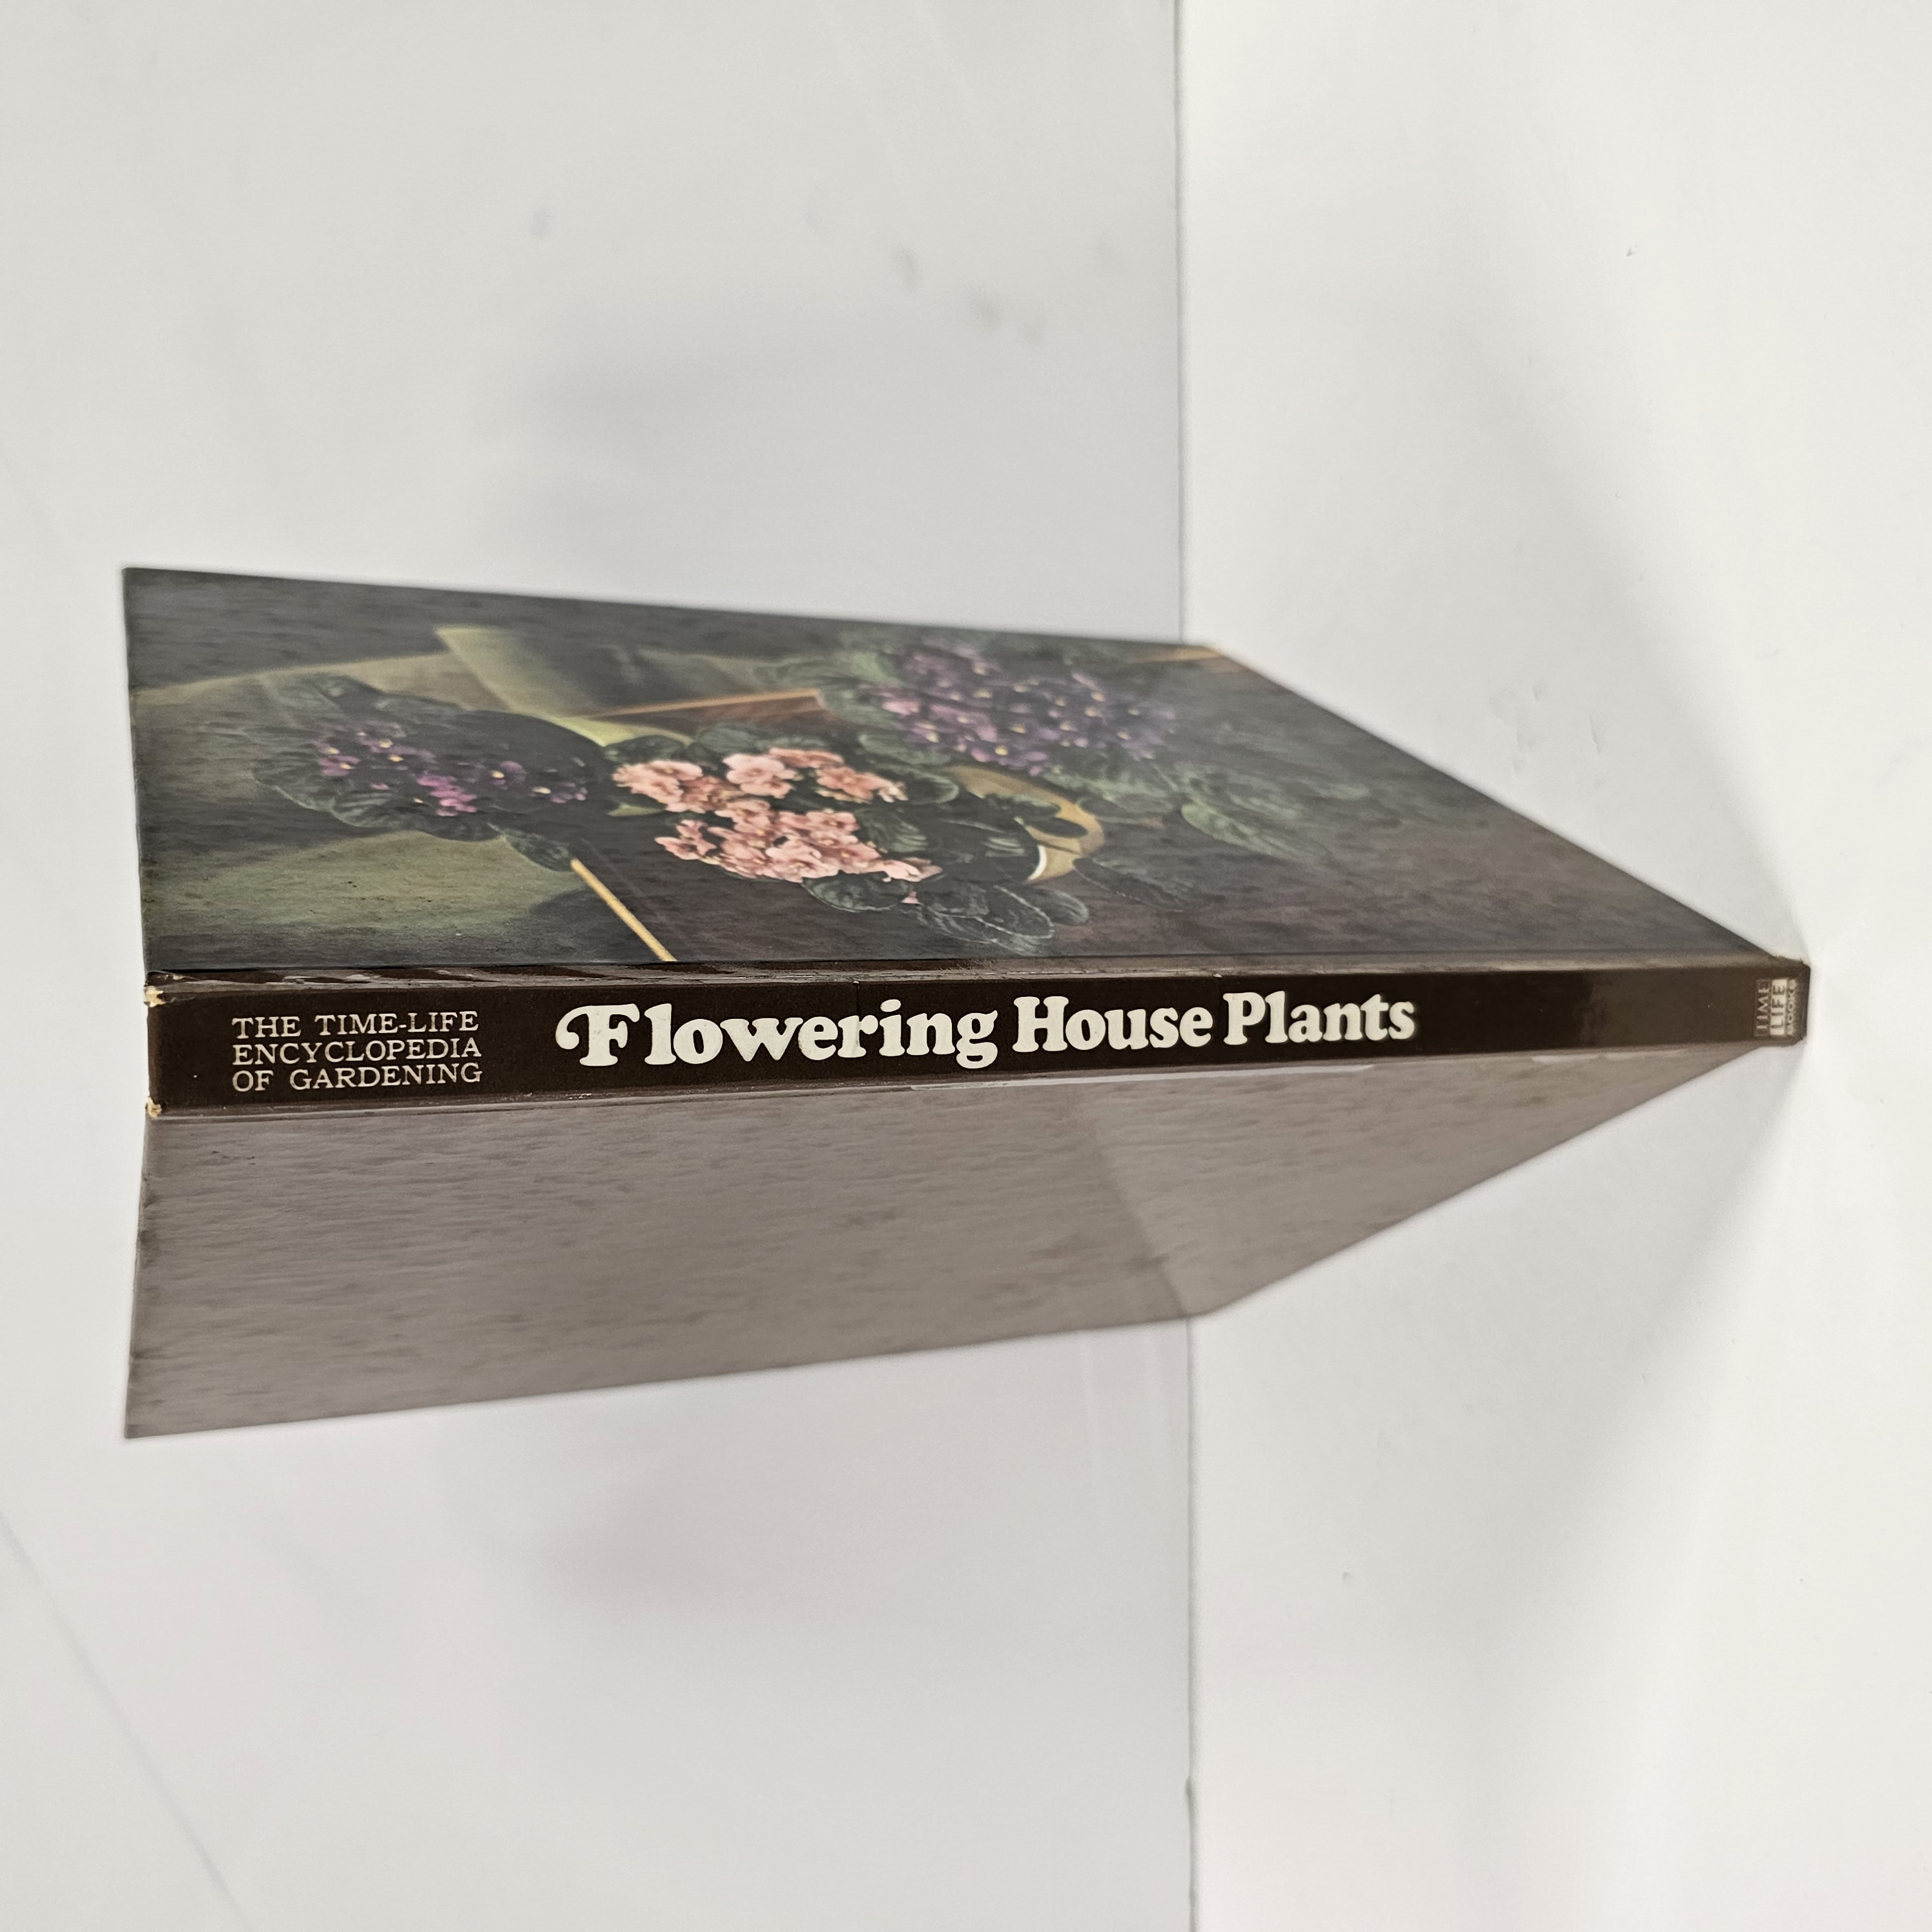 THE TIME-LIFE
ENCYCLOPEDIA
OF GARDENING
Flowering House Plants
TIME
LIFE
BOOKS